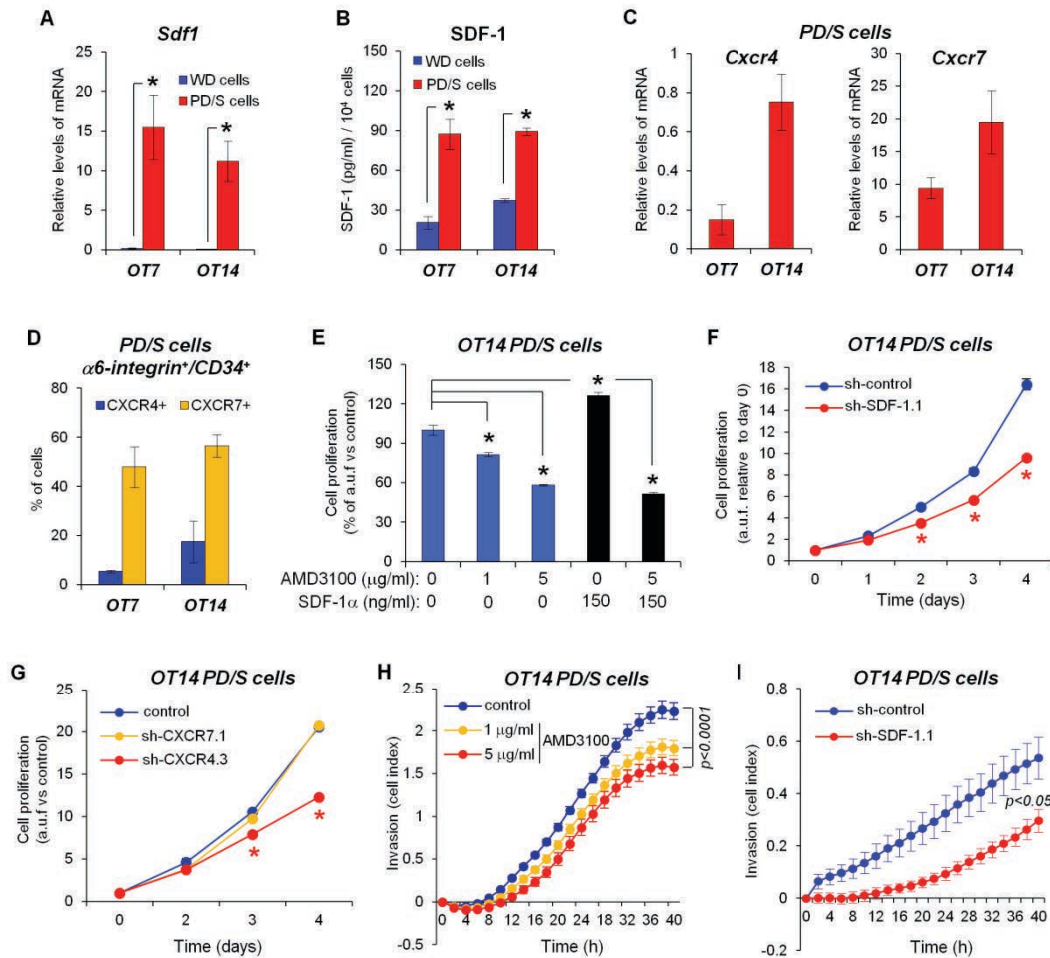 A
Sdf1
Relative levels of mRNA
25
20
15
10
5
0
WD cells
PD/S cells
*
*
OT7
OT14
B
SDF-1
SDF-1 (pg/ml) / 10⁴ cells
150
120
90
60
30
0
WD cells
PD/S cells
*
*
OT7
OT14
C
PD/S cells
Cxcr4
Relative levels of mRNA
1
0.8
0.6
0.4
0.2
0
OT7
OT14
Cxcr7
Relative levels of mRNA
30
25
20
15
10
5
0
OT7
OT14
D
PD/S cells
α6-integrin⁺/CD34⁺
% of cells
80
60
40
20
0
CXCR4+
CXCR7+
OT7
OT14
E
OT14 PD/S cells
Cell proliferation
(% of a.u.f vs control)
150
120
90
60
30
0
*
*
*
*
AMD3100 (μg/ml): 0 1 5 0 5
SDF-1α (ng/ml): 0 0 0 150 150
F
OT14 PD/S cells
Cell proliferation
(a.u.f. relative to day 0)
18
16
14
12
10
8
6
4
2
0
sh-control
sh-SDF-1.1
*
*
*
0 1 2 3 4
Time (days)
G
OT14 PD/S cells
Cell proliferation
(a.u.f vs control)
25
20
15
10
5
0
control
sh-CXCR7.1
sh-CXCR4.3
*
*
0 2 3 4
Time (days)
H
OT14 PD/S cells
Invasion (cell index)
2.5
2
1.5
1
0.5
0
-0.5
control
1 μg/ml
5 μg/ml
AMD3100
p<0.0001
0 4 8 12 18 24 28 32 36 40
Time (h)
I
OT14 PD/S cells
Invasion (cell index)
0.6
0.4
0.2
0
-0.2
sh-control
sh-SDF-1.1
p<0.05
0 4 8 12 16 20 24 28 32 36 40
Time (h)